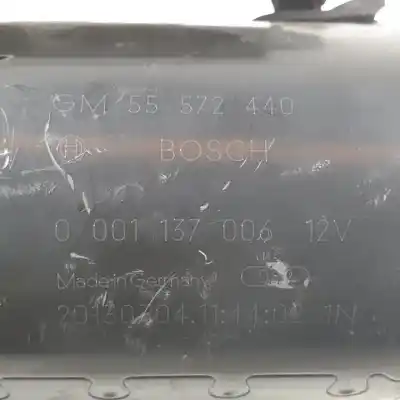 GM 55 572 440
BOSCH
0 001 137 006 12V
Made in Germany